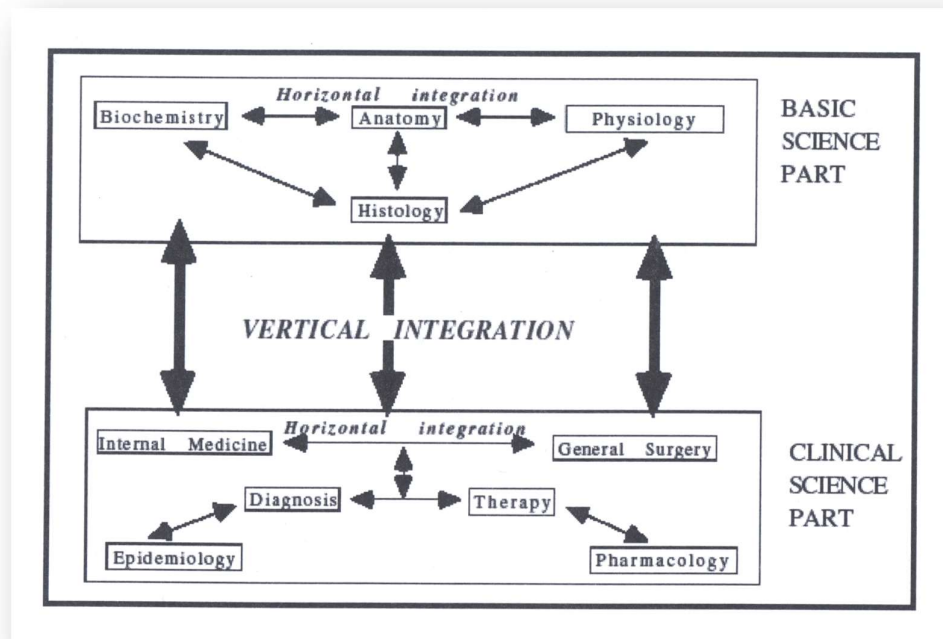 Horizontal integration
Biochemistry
Anatomy
Physiology
Histology
BASIC
SCIENCE
PART
VERTICAL INTEGRATION
Horizontal integration
Internal Medicine
General Surgery
Diagnosis
Therapy
Epidemiology
Pharmacology
CLINICAL
SCIENCE
PART